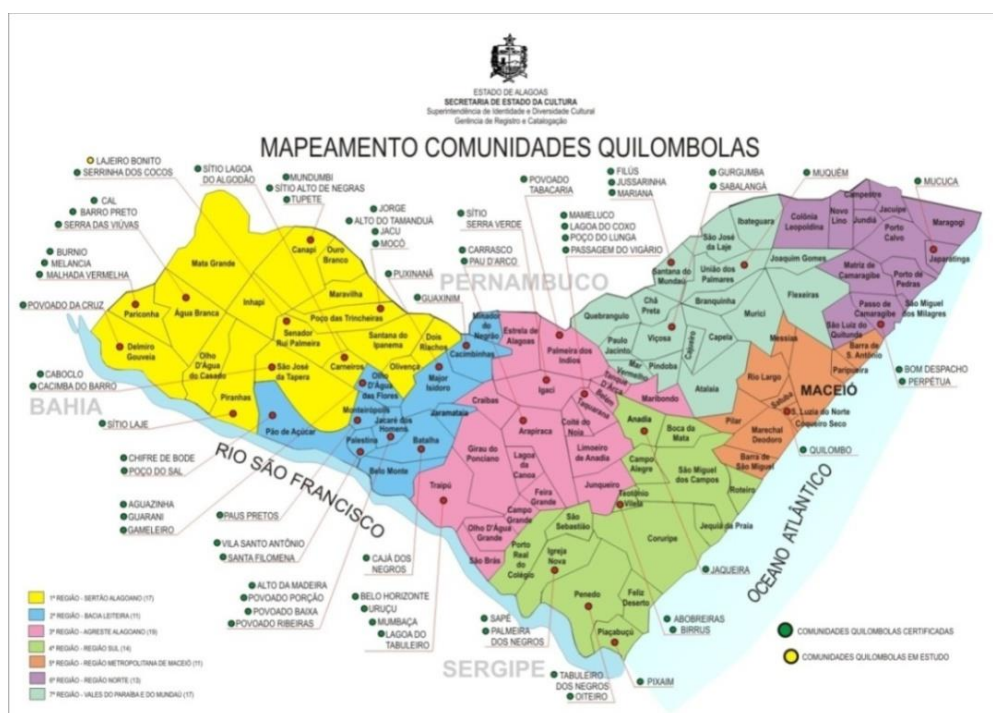 ESTADO DE ALAGOAS
SECRETARIA DE ESTADO DA CULTURA
Superintendência de Identidade e Diversidade Cultural
Gerência de Registro e Catalogação
MAPEAMENTO COMUNIDADES QUILOMBOLAS
LAJEIRO BONITO
SERRINHA DOS COCOS
SÍTIO LAGOA
DO ALGODÃO
MUNDUMBI
SÍTIO ALTO DE NEGRAS
TUPETE
CAL
BARRO PRETO
SERRA DAS VIÚVAS
JORGE
ALTO DO TAMANDUÁ
JACU
MOCÓ
SÍTIO
SERRA VERDE
POVOADO
TABACARIA
FILÚS
JUSSARINHA
MARIANA
GURGUMBA
SABALANGÁ
MUQUÉM
MUCUCA
MAMELUCO
LAGOA DO COXO
POÇO DO LUNGA
PASSAGEM DO VIGÁRIO
BURNIO
MELANCIA
MALHADA VERMELHA
CARRASCO
PAU D'ARCO
PUXINANÃ
GUAXINIM
POVOADO DA CRUZ
PERNAMBUCO
Mata Grande
Canapi
Ouro
Branco
Pariconha
Água Branca
Inhapi
Maravilha
Poço das Trincheiras
Delmiro
Gouveia
Olho
D'Água
do Casado
Senador
Rui Palmeira
Santana do
Ipanema
Dois
Riachos
São José
da Tapera
Carneiros
Olivença
Piranhas
Pão de Açúcar
Olho
D'Água
das Flores
Monteirópolis
Jacaré dos
Homens
Palestina
Belo Monte
Batalha
Major
Isidoro
Jaramataia
Cacimbinhas
Minador
do
Negrão
Estrela de
Alagoas
Palmeira dos
Índios
Igaci
Craíbas
Arapiraca
Coité do
Noia
Taquarana
Tanque
D'Arca
Belém
Mar
Vermelho
Maribondo
Limoeiro
de Anadia
Girau do
Ponciano
Lagoa
da
Canoa
Junqueiro
Feira
Grande
Campo
Grande
Traipú
Olho D'Água
Grande
São Brás
Quebrangulo
Paulo
Jacinto
Chã
Preta
Viçosa
Pindoba
Cajueiro
Capela
Atalaia
Santana do
Mundaú
São José
da Laje
Ibateguara
União dos
Palmares
Branquinha
Murici
Joaquim Gomes
Flexeiras
Colônia
Leopoldina
Novo
Lino
Campestre
Jundiá
Jacuípe
Porto
Calvo
Maragogi
Japaratinga
Matriz de
Camaragibe
Porto de
Pedras
Passo de
Camaragibe
São Miguel
dos Milagres
São Luiz do
Quitunde
Barra de
S. Antônio
Paripueira
Messias
Rio Largo
MACEIÓ
Satuba
S. Luzia do Norte
Coqueiro Seco
Pilar
Marechal
Deodoro
Barra de
São Miguel
Anadia
Boca da
Mata
Campo
Alegre
São Miguel
dos Campos
Roteiro
Teotônio
Vilela
Jequiá da Praia
Coruripe
São
Sebastião
Porto
Real do
Colégio
Igreja
Nova
Penedo
Feliz
Deserto
Piaçabuçú
CABOCLO
CACIMBA DO BARRO
BAHIA
SÍTIO LAJE
RIO SÃO FRANCISCO
CHIFRE DE BODE
POÇO DO SAL
AGUAZINHA
GUARANI
GAMELEIRO
PAUS PRETOS
VILA SANTO ANTÔNIO
SANTA FILOMENA
CAJÁ DOS
NEGROS
ALTO DA MADEIRA
POVOADO PORÇÃO
POVOADO BAIXA
POVOADO RIBEIRAS
BELO HORIZONTE
URUÇU
MUMBAÇA
LAGOA DO
TABULEIRO
SAPÉ
PALMEIRA
DOS NEGROS
SERGIPE
TABULEIRO
DOS NEGROS
OITEIRO
PIXAIM
ABOBREIRAS
BIRRUS
JAQUEIRA
QUILOMBO
BOM DESPACHO
PERPÉTUA
OCEANO ATLÂNTICO
1ª REGIÃO - SERTÃO ALAGOANO (17)
2ª REGIÃO - BACIA LEITEIRA (11)
3ª REGIÃO - AGRESTE ALAGOANO (19)
4ª REGIÃO - REGIÃO SUL (14)
5ª REGIÃO - REGIÃO METROPOLITANA DE MACEIÓ (11)
6ª REGIÃO - REGIÃO NORTE (13)
7ª REGIÃO - VALES DO PARAÍBA E DO MUNDAÚ (17)
COMUNIDADES QUILOMBOLAS CERTIFICADAS
COMUNIDADES QUILOMBOLAS EM ESTUDO